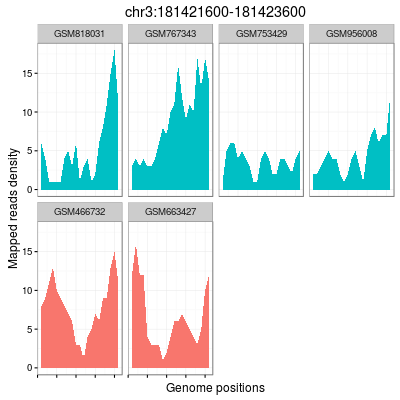 chr3:181421600-181423600
GSM818031 GSM767343 GSM753429 GSM956008
15
10
5
0
GSM466732 GSM663427
15
10
5
0
Mapped reads density
Genome positions